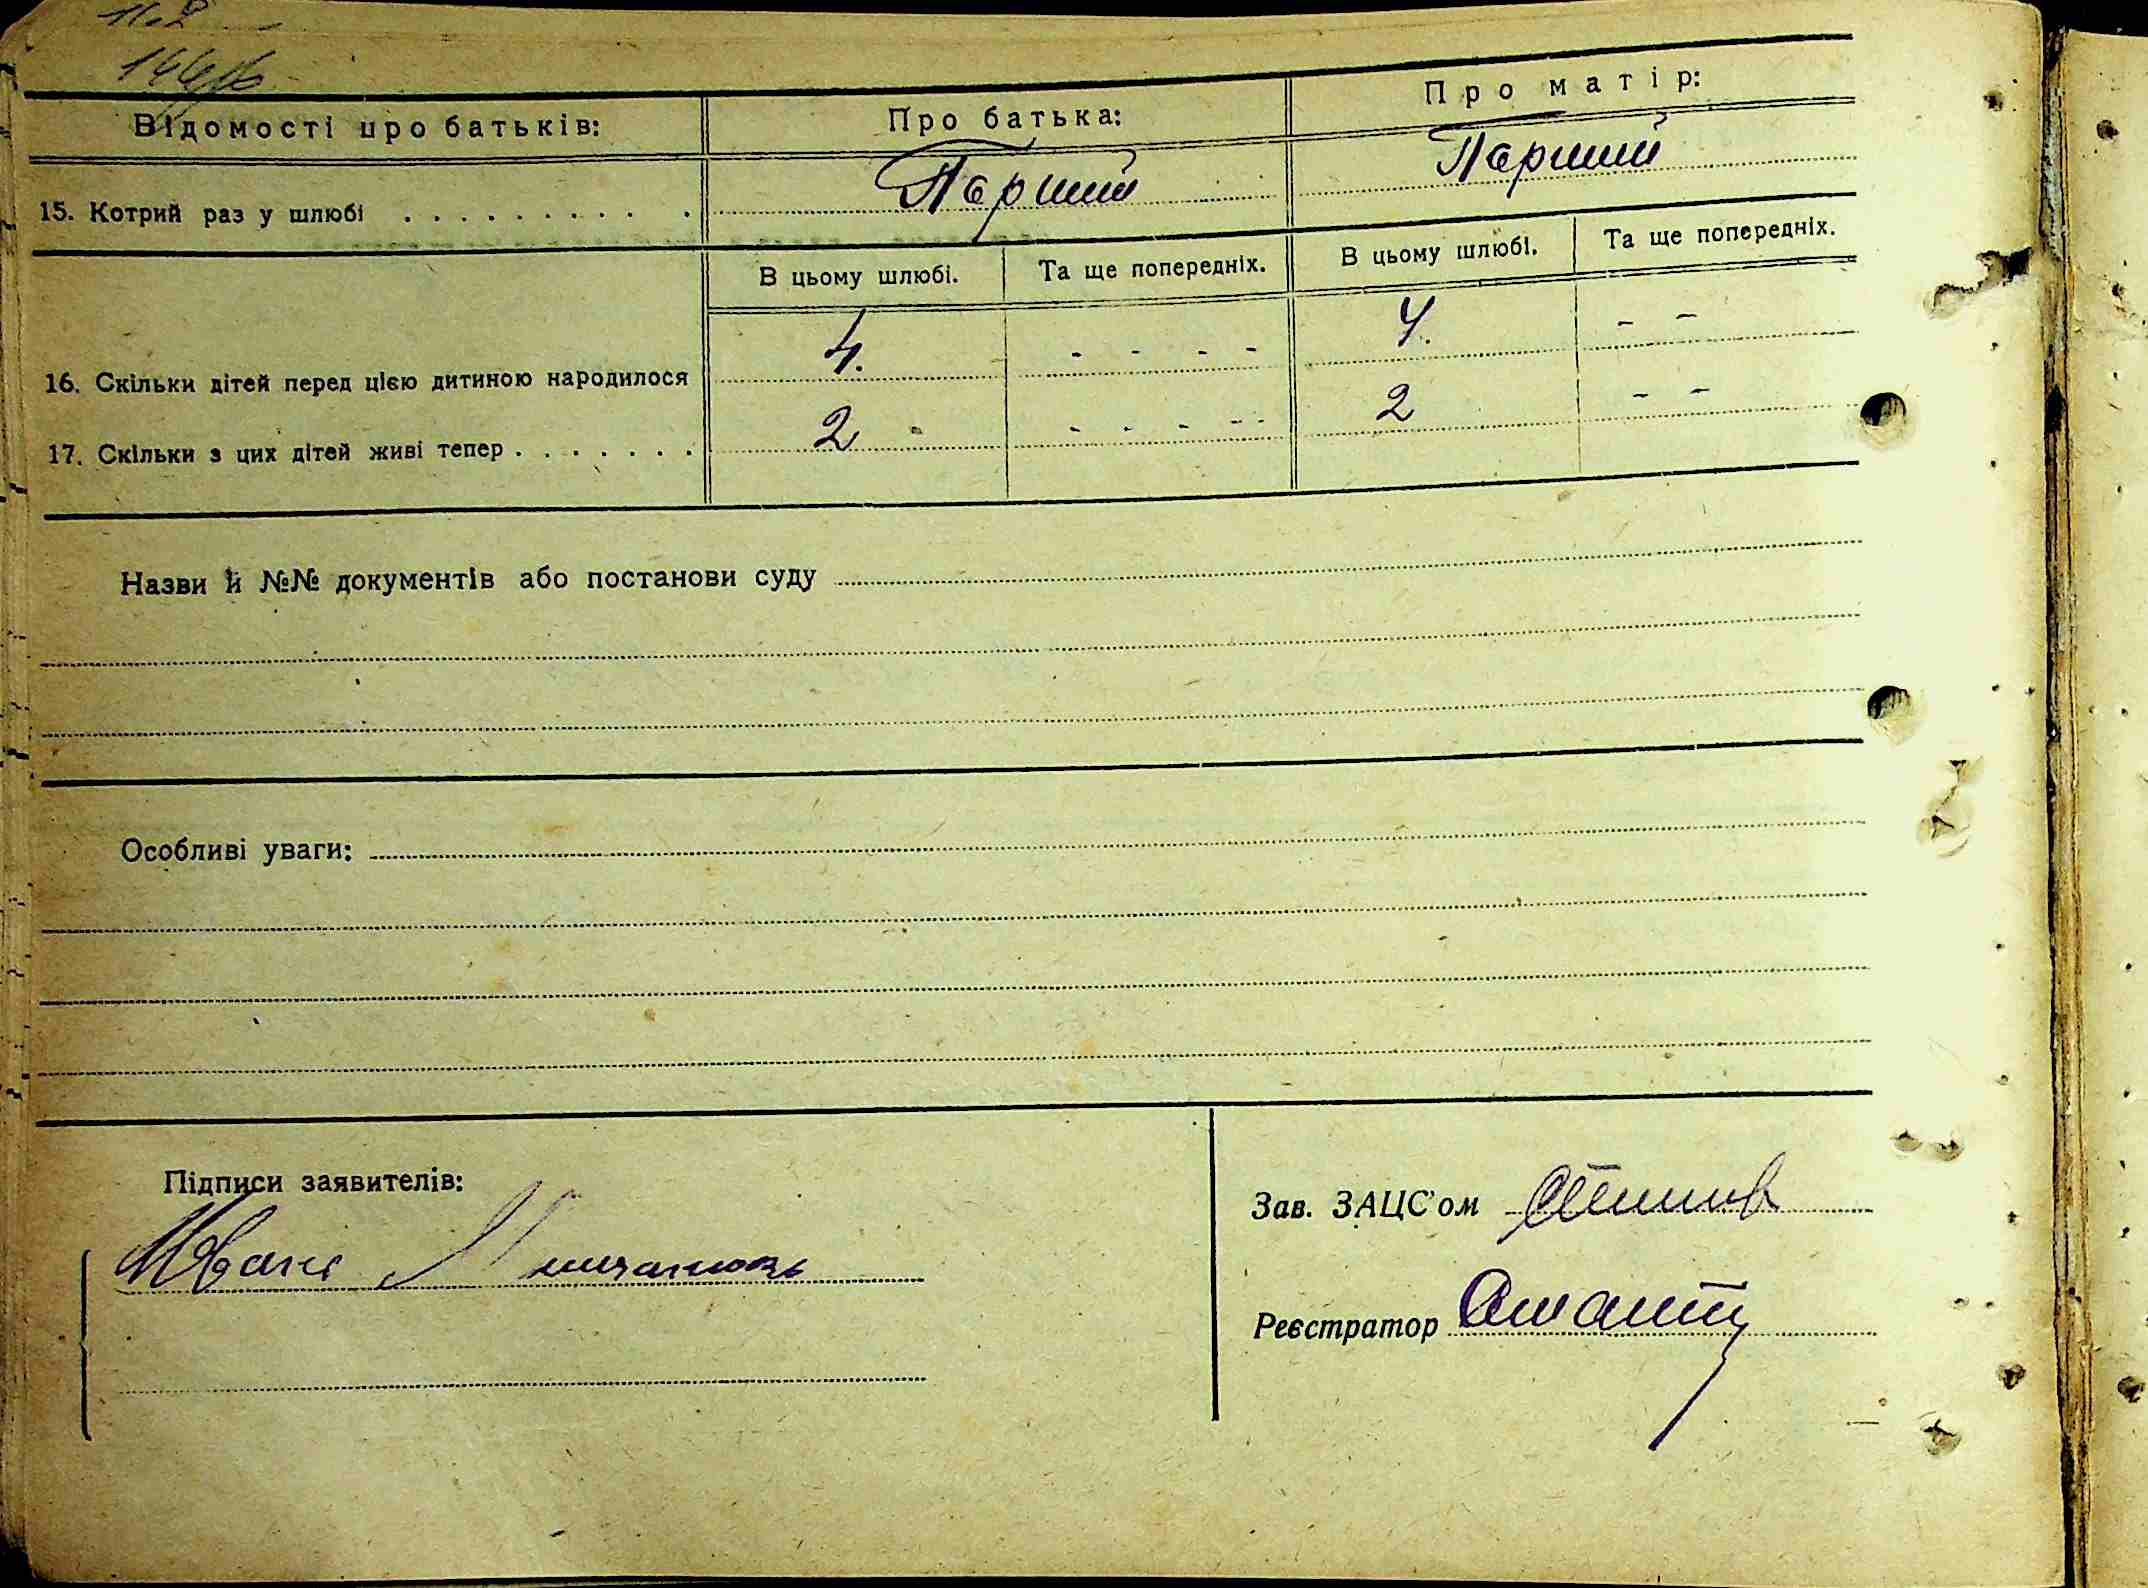 Відомості про батьків: Про батька: Про матір:
15. Котрий раз у шлюбі . . . . . . . . . . Перший Перший
В цьому шлюбі. Та ще попередніх. В цьому шлюбі. Та ще попередніх.
16. Скільки дітей перед цією дитиною народилося 4. - - - - 4. - -
17. Скільки з цих дітей живі тепер . . . . . . . 2 - - - - - 2 - -
Назви й №№ документів або постанови суду
Особливі уваги:
Підписи заявителів:
Зав. ЗАЦС'ом
Реєстратор